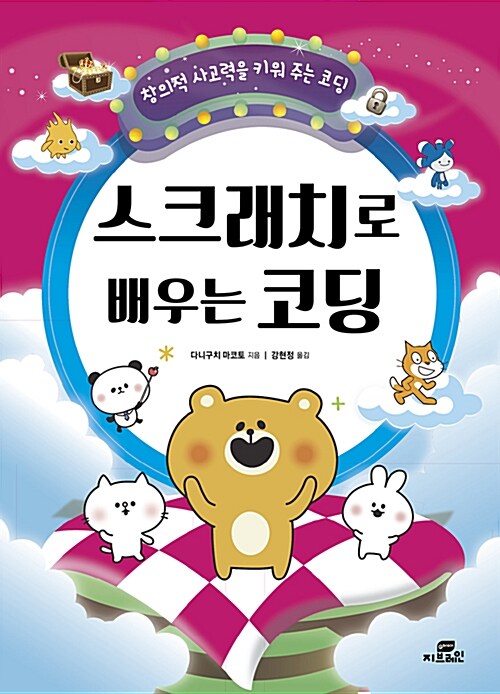 창의적 사고력을 키워 주는 코딩
스크래치로
배우는 코딩
다니구치 마코토 지음 | 강현정 옮김
지브레인